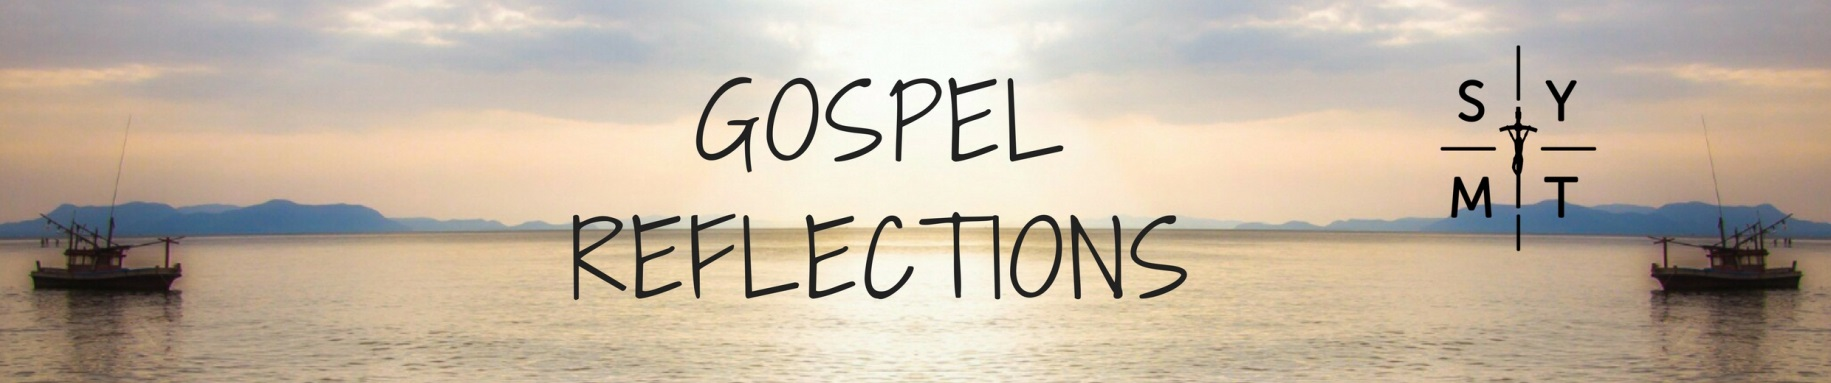 GOSPEL
REFLECTIONS
S Y
M T